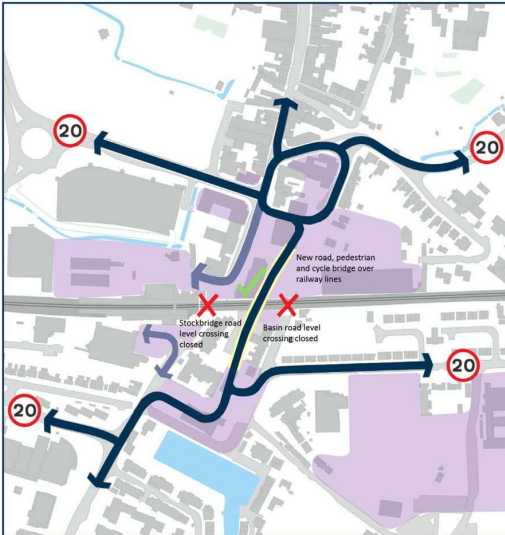 20
20
New road, pedestrian
and cycle bridge over
railway lines
Stockbridge road
level crossing
closed
Basin road level
crossing closed
20
20